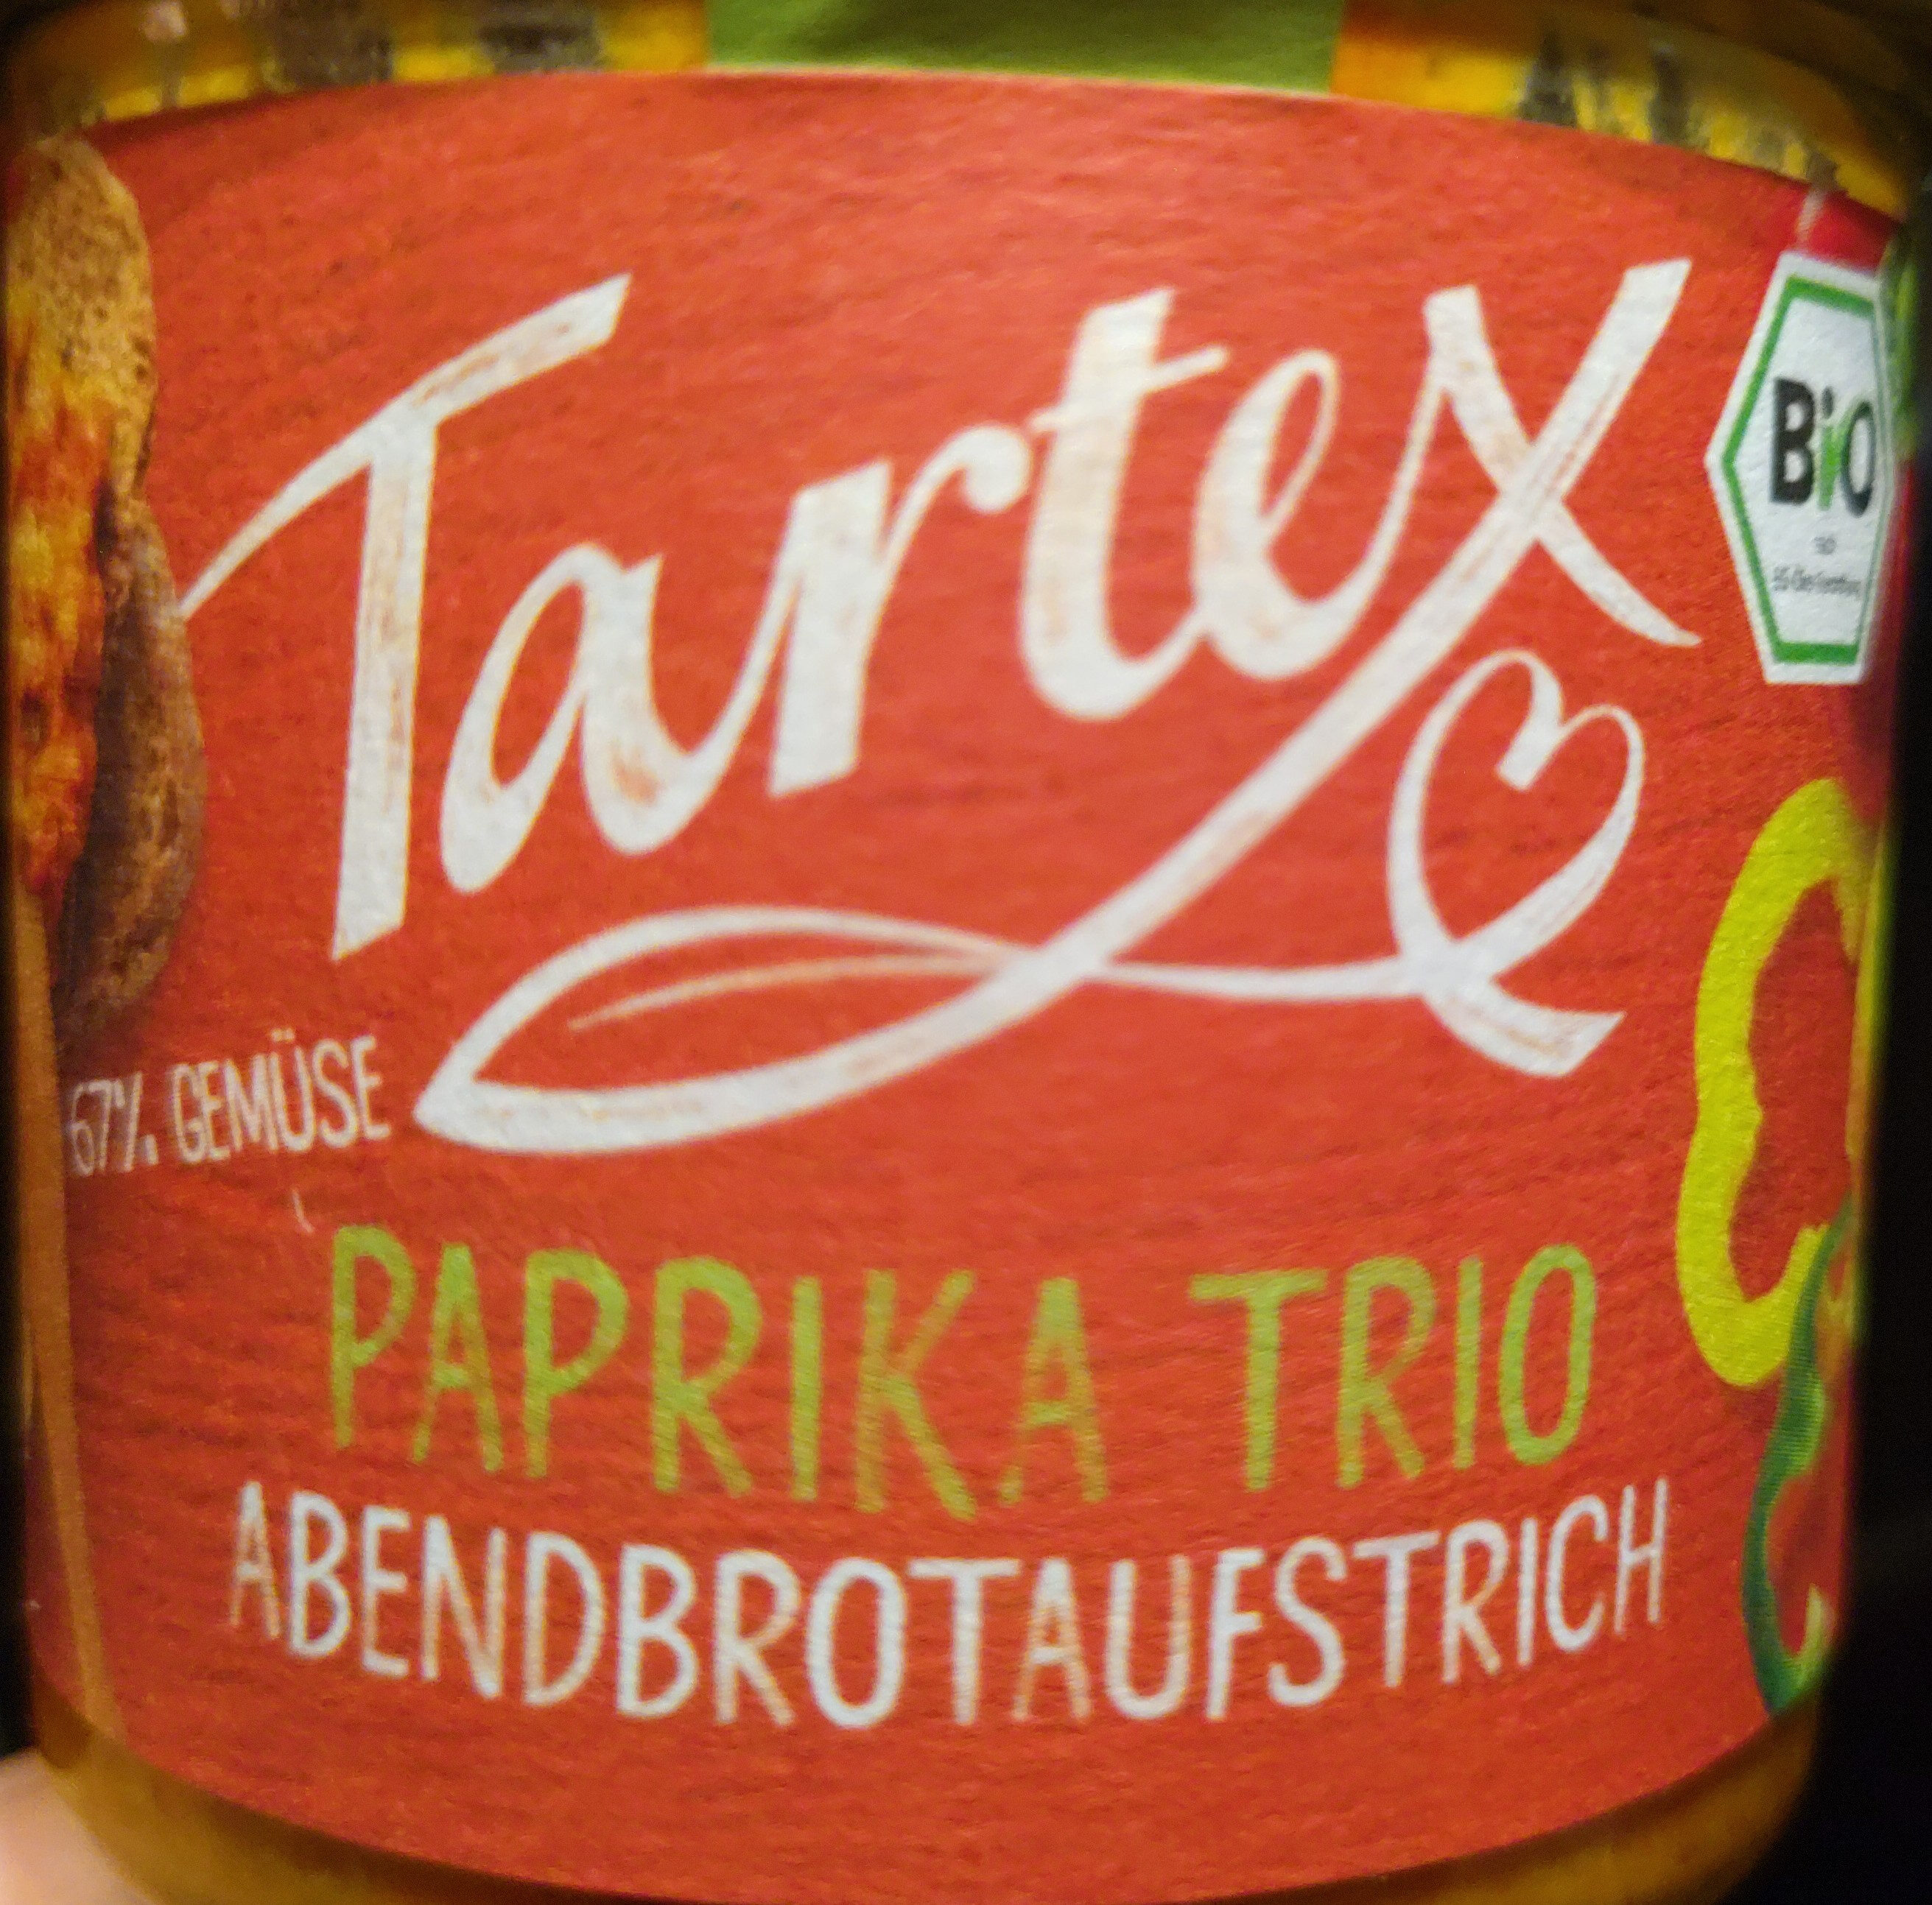 Tartex
Bio
67% GEMÜSE
PAPRIKA TRIO
ABENDBROTAUFSTRICH